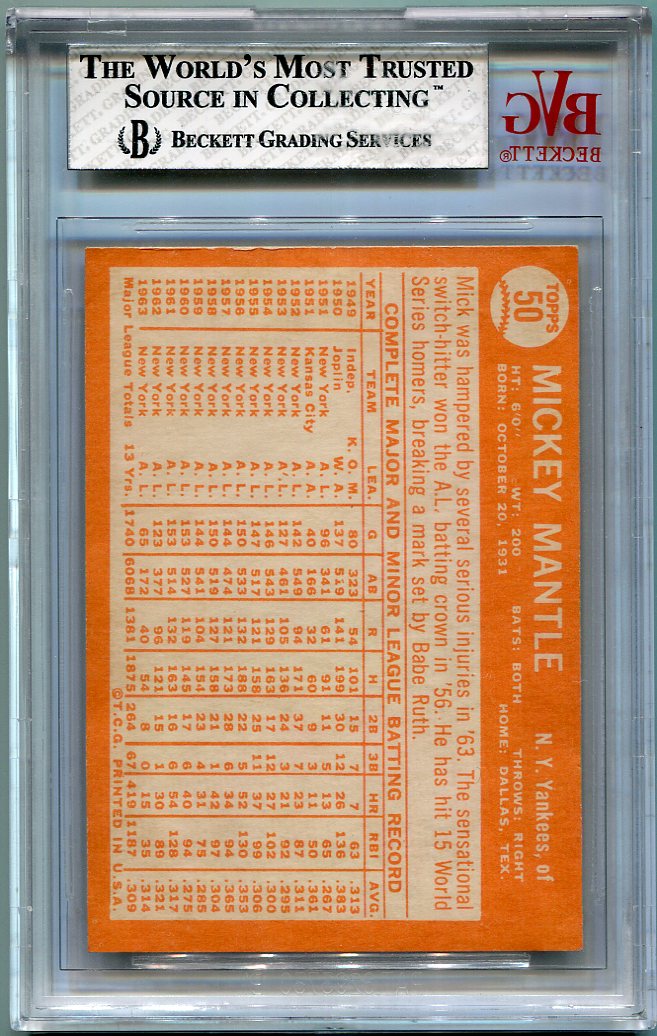 THE WORLD'S MOST TRUSTED
SOURCE IN COLLECTING™
B BECKETT GRADING SERVICES
BVG
BECKETT®
TOPPS
50
MICKEY MANTLE N. Y. Yankees, of
HT: 6'0" WT: 200 BATS: BOTH THROWS: RIGHT
BORN: OCTOBER 20, 1931 HOME: DALLAS, TEX.
Mick was hampered by several serious injuries in '63. The sensational
switch-hitter won the A.L. batting crown in '56. He has hit 15 World
Series homers, breaking a mark set by Babe Ruth.
COMPLETE MAJOR AND MINOR LEAGUE BATTING RECORD
YEAR TEAM LEA. G AB R H 2B 3B HR RBI AVG.
1949 Indep. K. O. M. 80 323 54 101 15 7 7 63 .313
1950 Joplin W. A. 137 519 141 199 30 12 26 136 .383
1951 New York A. L. 96 341 61 91 11 5 13 65 .267
1951 Kansas City A. A. 40 166 32 60 9 3 11 50 .361
1952 New York A. L. 142 549 94 171 37 7 23 87 .311
1953 New York A. L. 127 461 105 136 24 3 21 92 .295
1954 New York A. L. 146 543 129 163 17 12 27 102 .300
1955 New York A. L. 147 517 121 158 25 11 37 99 .306
1956 New York A. L. 150 533 132 188 22 5 52 130 .353
1957 New York A. L. 144 474 121 173 28 6 34 94 .365
1958 New York A. L. 150 519 127 158 21 1 42 97 .304
1959 New York A. L. 144 541 104 154 23 4 31 75 .285
1960 New York A. L. 153 527 119 145 17 6 40 94 .275
1961 New York A. L. 153 514 132 163 16 6 54 128 .317
1962 New York A. L. 123 377 96 121 15 1 30 89 .321
1963 New York A. L. 65 172 40 54 8 0 15 35 .314
Major League Totals 13 Yrs. 1740 6068 1381 1875 264 67 419 1187 .309
©T.C.G. PRINTED IN U.S.A.